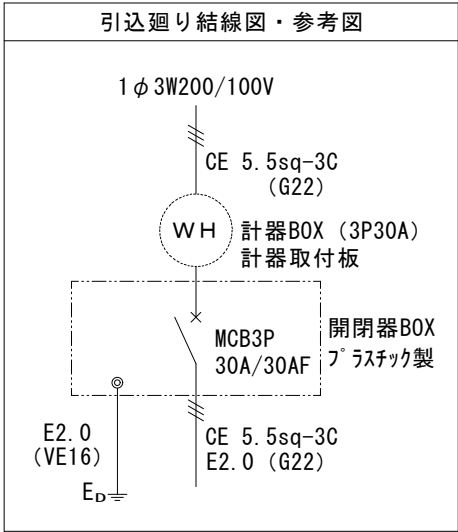 引込廻り結線図・参考図
1φ3W200/100V
CE 5.5sq-3C
(G22)
WH
計器BOX (3P30A)
計器取付板
MCB3P
30A/30AF
開閉器BOX
プラスチック製
E2.0
(VE16)
ED
CE 5.5sq-3C
E2.0 (G22)